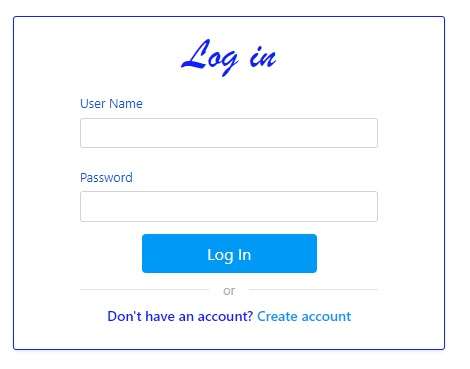 Log in
User Name
Password
Log In
or
Don't have an account? Create account